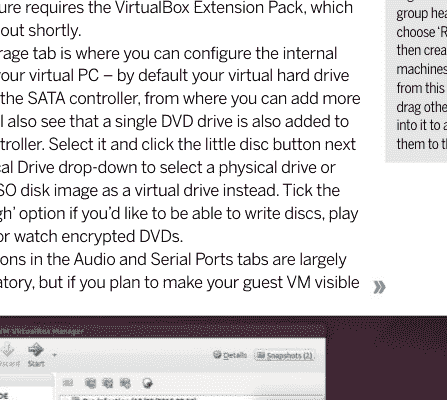 ure requires the VirtualBox Extension Pack, which
out shortly.
rage tab is where you can configure the internal
our virtual PC – by default your virtual hard drive
the SATA controller, from where you can add more
l also see that a single DVD drive is also added to
troller. Select it and click the little disc button next
al Drive drop-down to select a physical drive or
SO disk image as a virtual drive instead. Tick the
gh’ option if you’d like to be able to write discs, play
or watch encrypted DVDs.
ons in the Audio and Serial Ports tabs are largely
atory, but if you plan to make your guest VM visible »
group hea
choose ‘R
then crea
machines
from this
drag othe
into it to a
them to th
VM VirtualBox Manager
Start
Details
Snapshots (2)